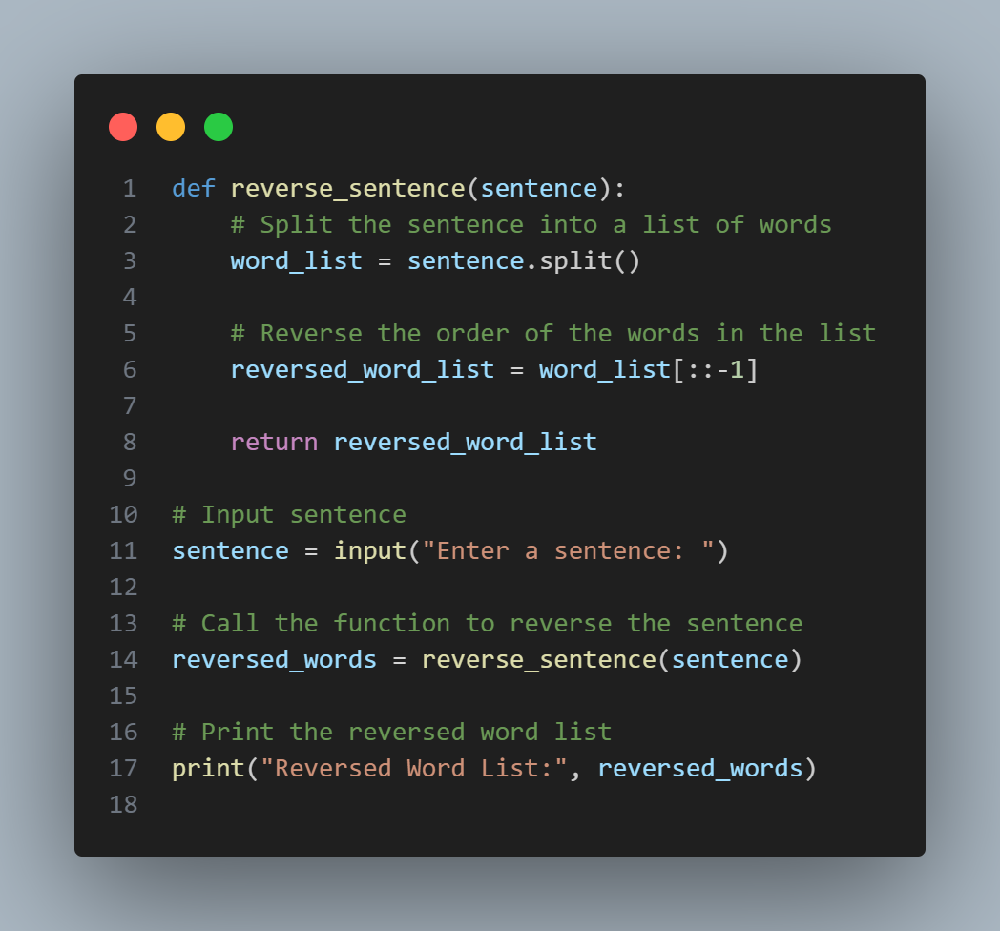 1 def reverse_sentence(sentence):
2     # Split the sentence into a list of words
3     word_list = sentence.split()
4
5     # Reverse the order of the words in the list
6     reversed_word_list = word_list[::-1]
7
8     return reversed_word_list
9
10 # Input sentence
11 sentence = input("Enter a sentence: ")
12
13 # Call the function to reverse the sentence
14 reversed_words = reverse_sentence(sentence)
15
16 # Print the reversed word list
17 print("Reversed Word List:", reversed_words)
18